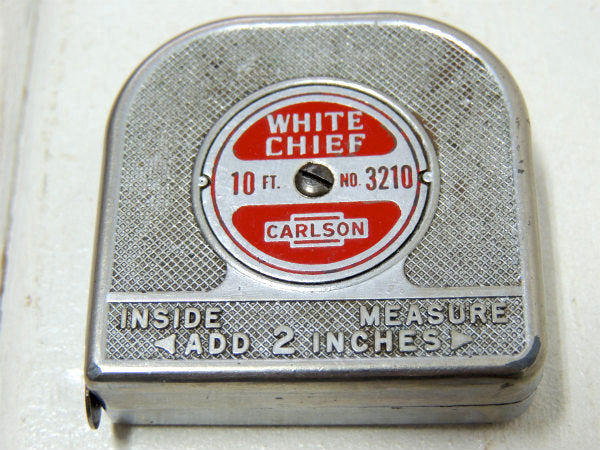 WHITE
CHIEF
10 FT. NO. 3210
CARLSON
INSIDE MEASURE
◄ADD 2 INCHES►